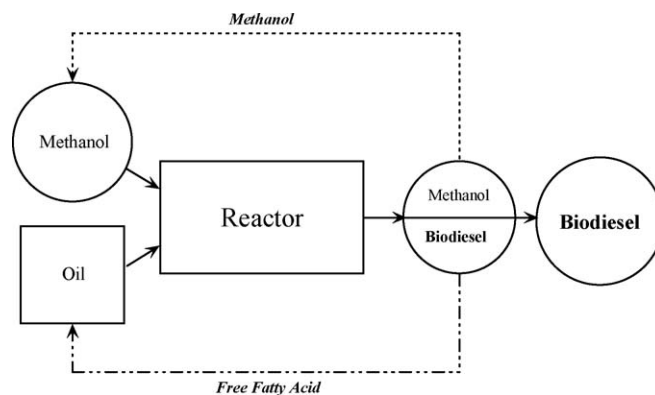 Methanol
Methanol
Reactor
Methanol
Biodiesel
Biodiesel
Oil
Free Fatty Acid